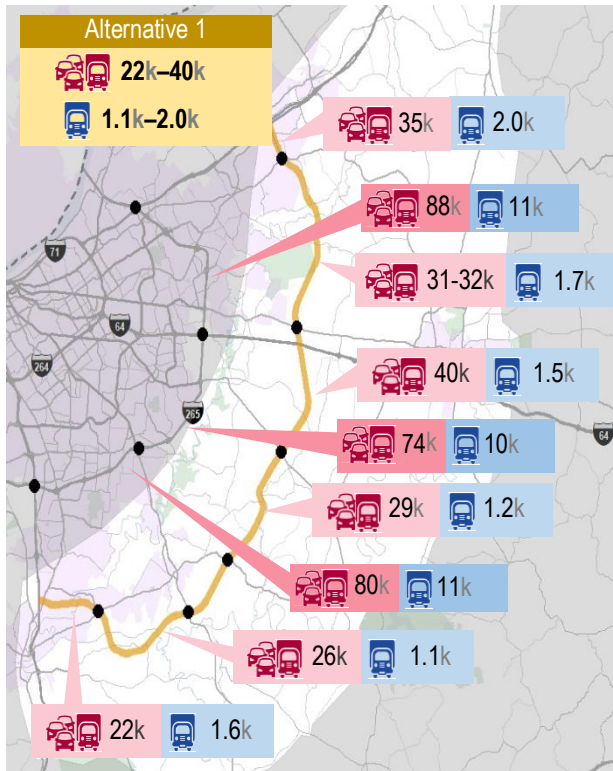 Alternative 1
22k–40k
1.1k–2.0k
35k 2.0k
88k 11k
71
31-32k 1.7k
64
264
40k 1.5k
265
64
74k 10k
29k 1.2k
80k 11k
26k 1.1k
22k 1.6k